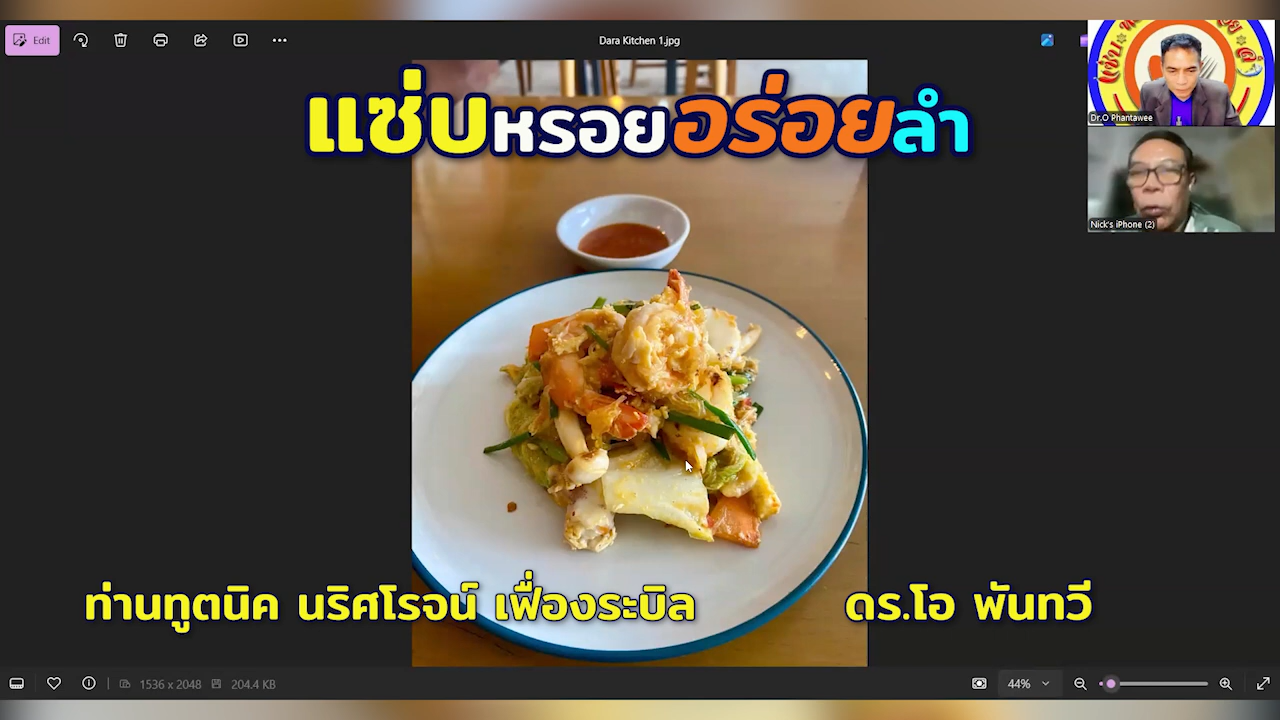 Edit
Dara Kitchen 1.jpg
แซ่บหรอยอร่อยลำ
Dr.O Phantawee
Nick's iPhone (2)
ท่านทูตนิค นริศโรจน์ เฟื่องระบิล
ดร.โอ พันทวี
1536 x 2048
204.4 KB
44%